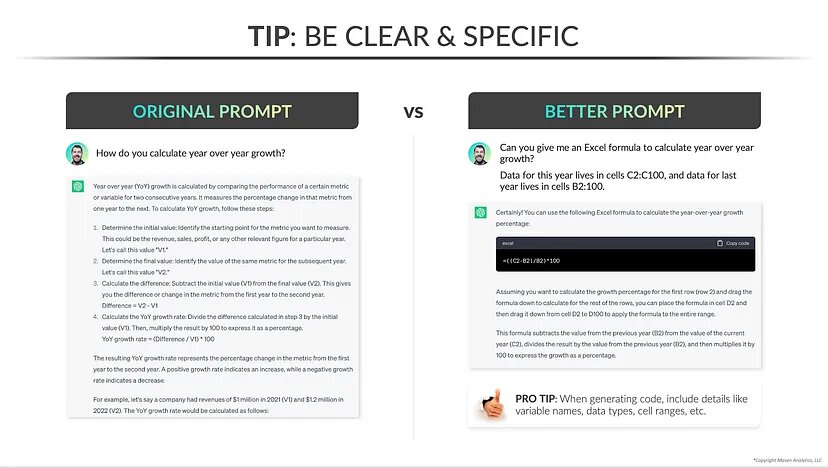 TIP: BE CLEAR & SPECIFIC
ORIGINAL PROMPT
How do you calculate year over year growth?
Year over year (YoY) growth is calculated by comparing the performance of a certain metric
or variable for two consecutive years. It measures the percentage change in that metric from
one year to the next. To calculate YoY growth, follow these steps:
1. Determine the initial value: Identify the starting point for the metric you want to measure.
This could be the revenue, sales, profit, or any other relevant figure for a particular year.
Let's call this value "V1."
2. Determine the final value: Identify the value of the same metric for the subsequent year.
Let's call this value "V2."
3. Calculate the difference: Subtract the initial value (V1) from the final value (V2). This gives
you the difference or change in the metric from the first year to the second year.
Difference = V2 - V1
4. Calculate the YoY growth rate: Divide the difference calculated in step 3 by the initial
value (V1). Then, multiply the result by 100 to express it as a percentage.
YoY growth rate = (Difference / V1) * 100
The resulting YoY growth rate represents the percentage change in the metric from the first
year to the second year. A positive growth rate indicates an increase, while a negative growth
rate indicates a decrease.
For example, let's say a company had revenues of $1 million in 2021 (V1) and $1.2 million in
2022 (V2). The YoY growth rate would be calculated as follows:
VS
BETTER PROMPT
Can you give me an Excel formula to calculate year over year
growth?
Data for this year lives in cells C2:C100, and data for last
year lives in cells B2:100.
Certainly! You can use the following Excel formula to calculate the year-over-year growth
percentage:
excel
Copy code
=((C2-B2)/B2)*100
Assuming you want to calculate the growth percentage for the first row (row 2) and drag the
formula down to calculate for the rest of the rows, you can place the formula in cell D2 and
then drag it down from cell D2 to D100 to apply the formula to the entire range.
This formula subtracts the value from the previous year (B2) from the value of the current
year (C2), divides the result by the value from the previous year (B2), and then multiplies it by
100 to express the growth as a percentage.
PRO TIP: When generating code, include details like
variable names, data types, cell ranges, etc.
*Copyright Maven Analytics, LLC